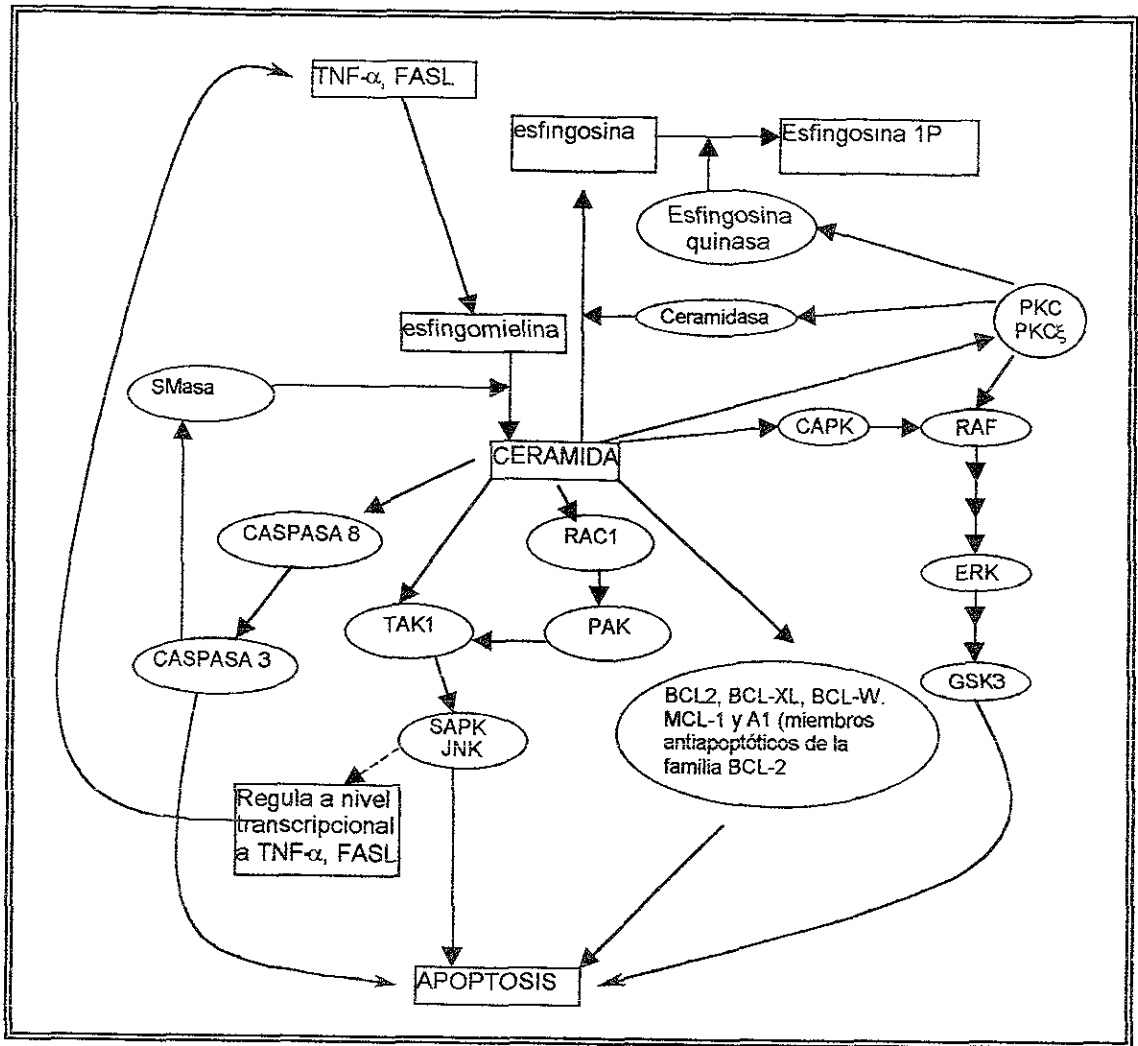 TNF-α, FASL
esfingosina
Esfingosina 1P
Esfingosina
quinasa
PKC
PKCξ
Ceramidasa
esfingomielina
SMasa
CAPK
RAF
CERAMIDA
CASPASA 8
RAC1
ERK
TAK1
PAK
CASPASA 3
GSK3
BCL2, BCL-XL, BCL-W.
MCL-1 y A1 (miembros
antiapoptóticos de la
familia BCL-2
SAPK
JNK
Regula a nivel
transcripcional
a TNF-α, FASL
APOPTOSIS